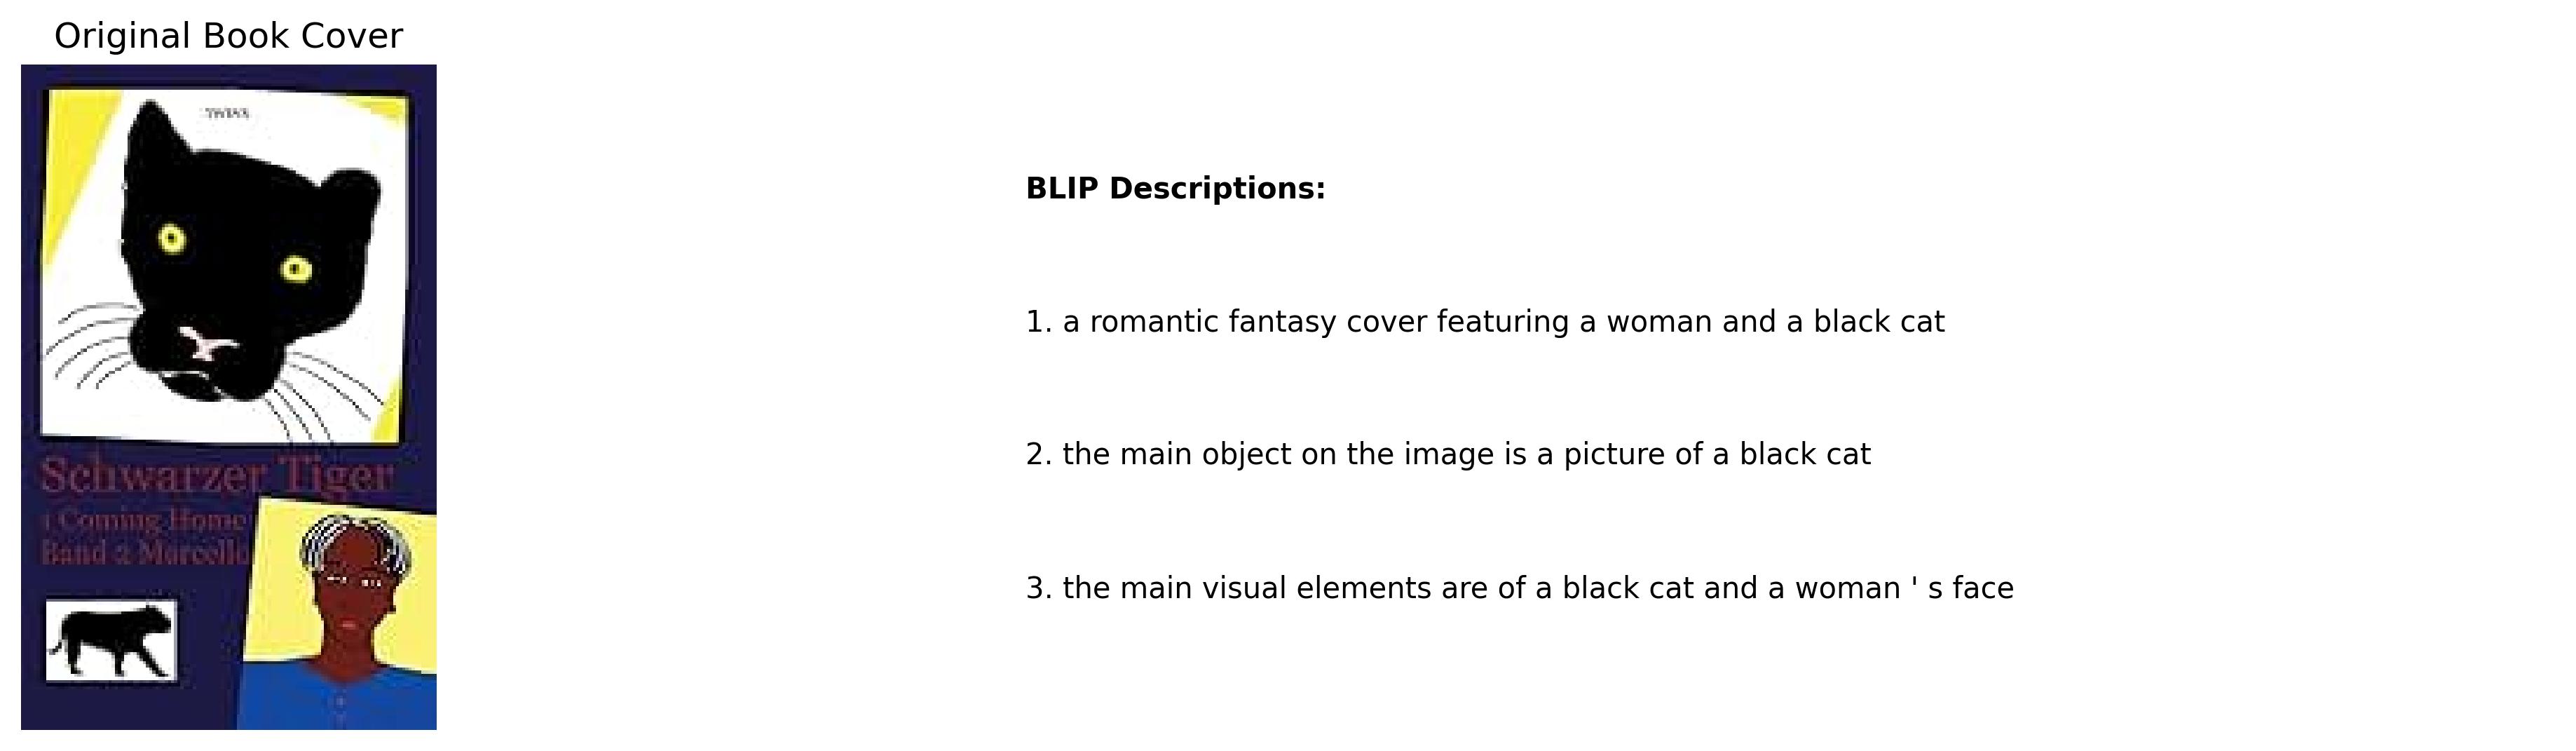 Original Book Cover
TWINX
Schwarzer Tiger
1 Coming Home
Band 2 Marcello
BLIP Descriptions:
1. a romantic fantasy cover featuring a woman and a black cat
2. the main object on the image is a picture of a black cat
3. the main visual elements are of a black cat and a woman ' s face